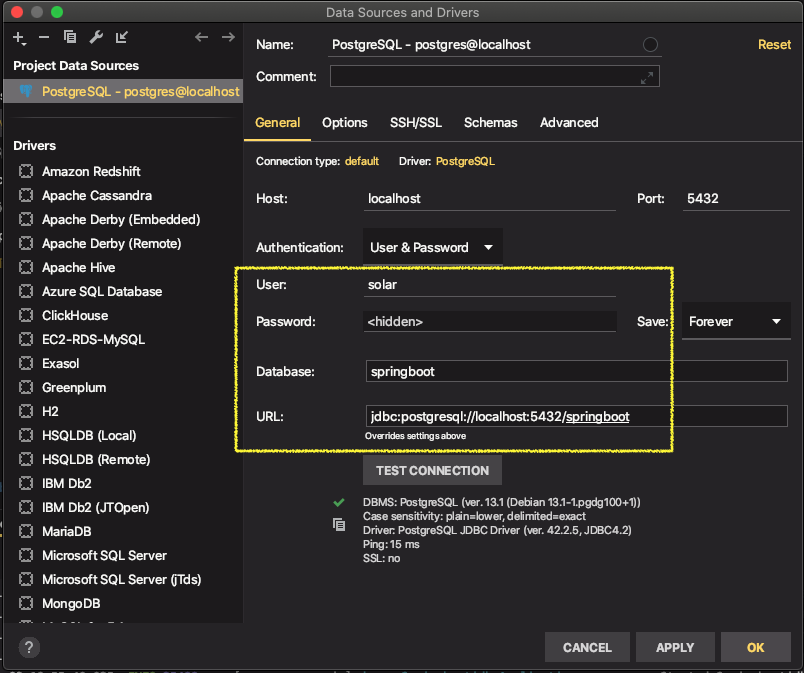 Data Sources and Drivers
Project Data Sources
PostgreSQL - postgres@localhost
Drivers
Amazon Redshift
Apache Cassandra
Apache Derby (Embedded)
Apache Derby (Remote)
Apache Hive
Azure SQL Database
ClickHouse
EC2-RDS-MySQL
Exasol
Greenplum
H2
HSQLDB (Local)
HSQLDB (Remote)
IBM Db2
IBM Db2 (JTOpen)
MariaDB
Microsoft SQL Server
Microsoft SQL Server (jTds)
MongoDB
Name: PostgreSQL - postgres@localhost Reset
Comment:
General Options SSH/SSL Schemas Advanced
Connection type: default Driver: PostgreSQL
Host: localhost Port: 5432
Authentication: User & Password
User: solar
Password: <hidden> Save: Forever
Database: springboot
URL: jdbc:postgresql://localhost:5432/springboot
Overrides settings above
TEST CONNECTION
DBMS: PostgreSQL (ver. 13.1 (Debian 13.1-1.pgdg100+1))
Case sensitivity: plain=lower, delimited=exact
Driver: PostgreSQL JDBC Driver (ver. 42.2.5, JDBC4.2)
Ping: 15 ms
SSL: no
? CANCEL APPLY OK